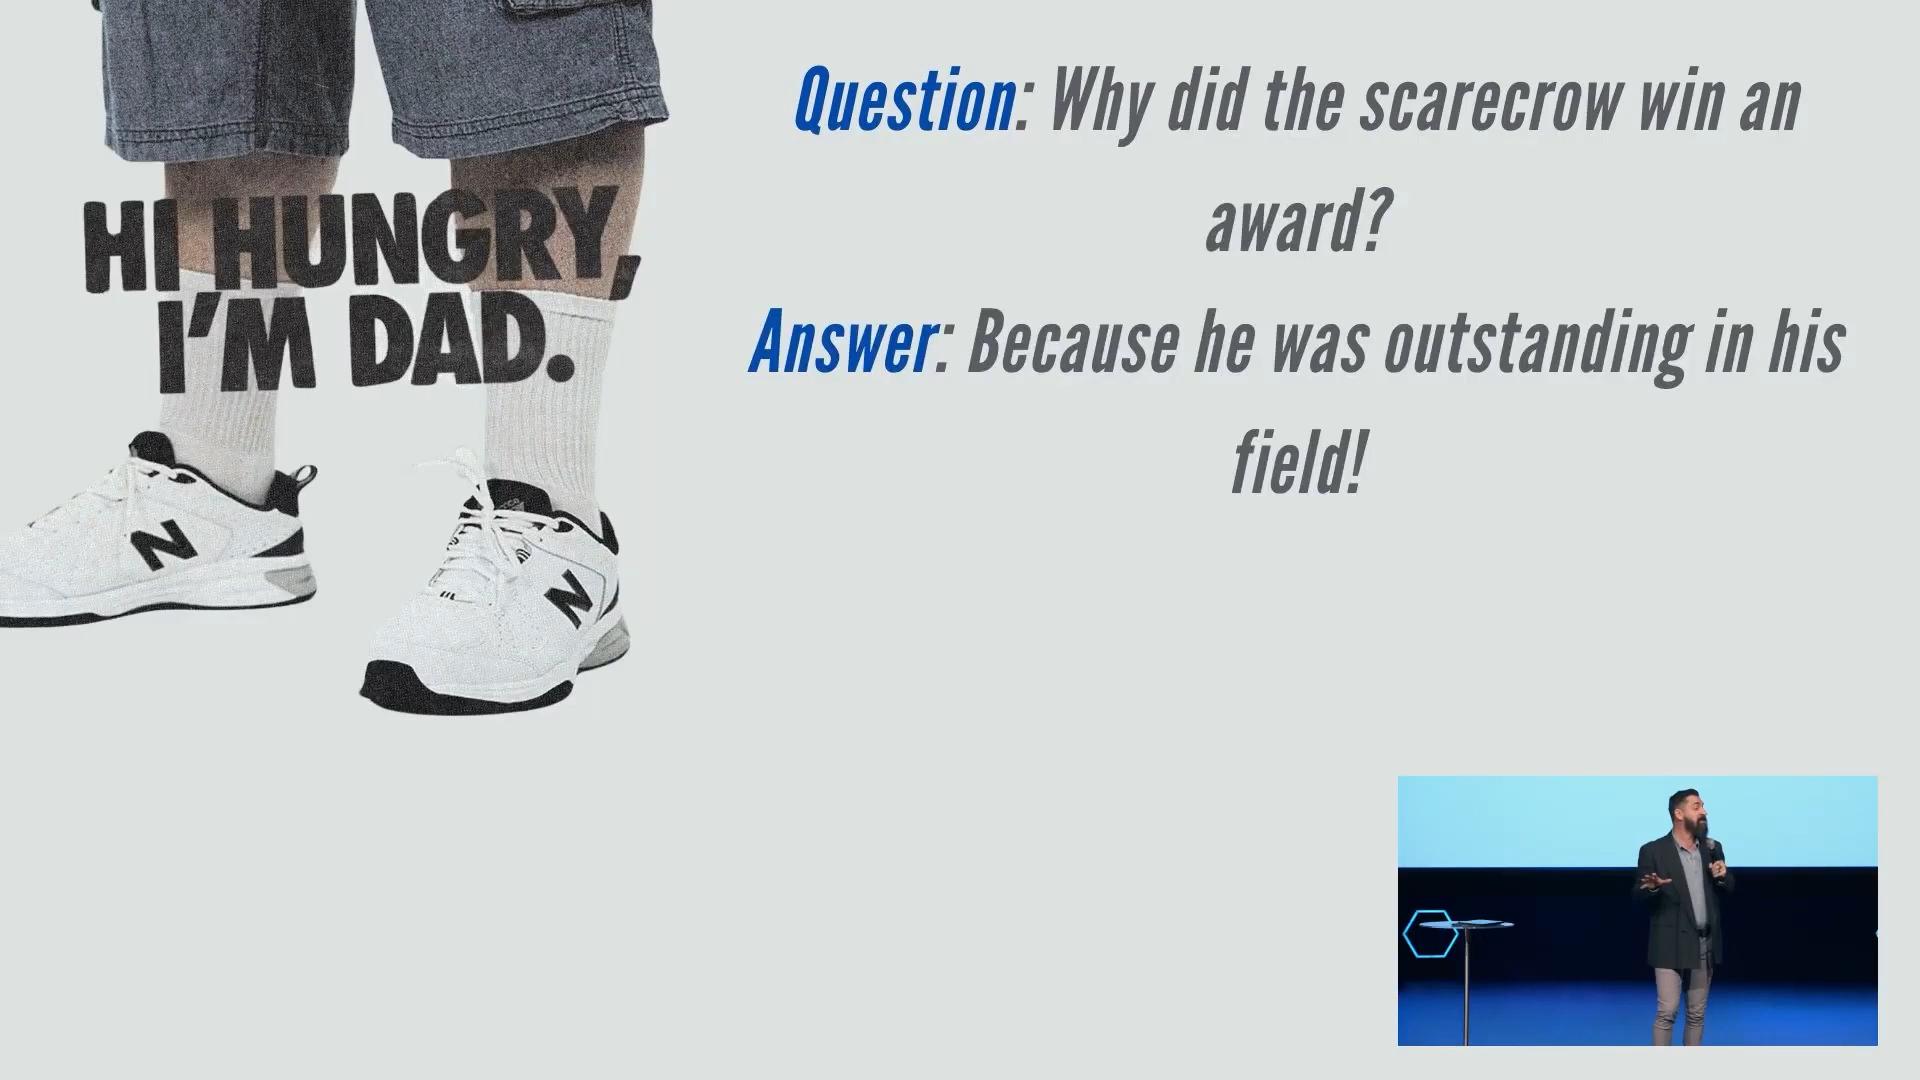 HI HUNGRY,
I'M DAD.
N
N
Question: Why did the scarecrow win an
award?
Answer: Because he was outstanding in his
field!